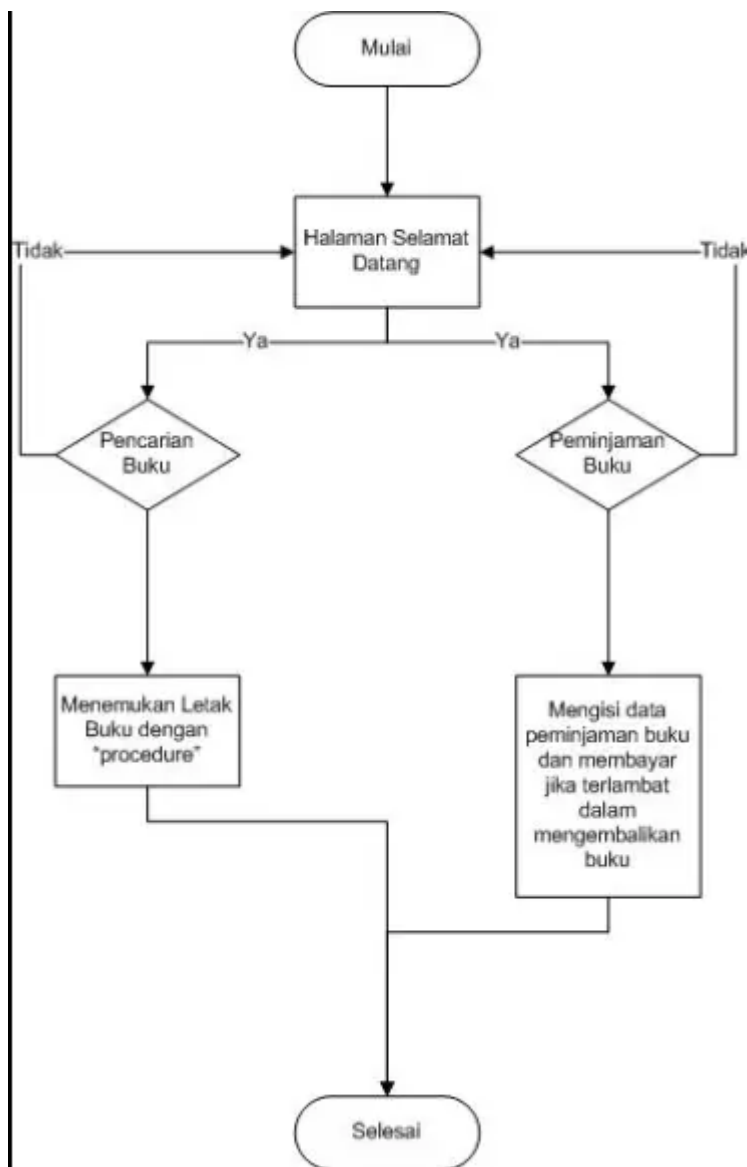 Mulai
Halaman Selamat
Datang
Tidak
Tidak
Ya
Ya
Pencarian
Buku
Peminjaman
Buku
Menemukan Letak
Buku dengan
"procedure"
Mengisi data
peminjaman buku
dan membayar
jika terlambat
dalam
mengembalikan
buku
Selesai